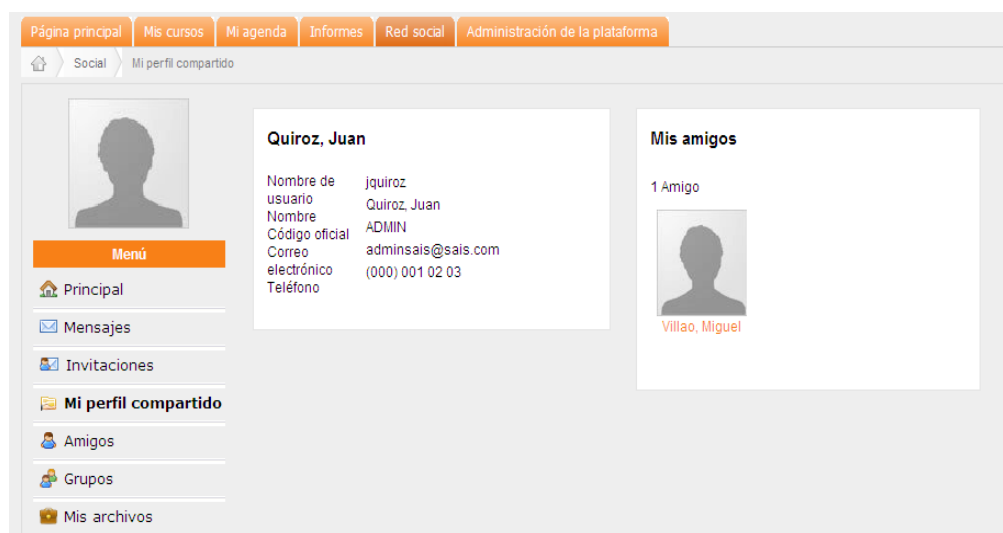 Página principal Mis cursos Mi agenda Informes Red social Administración de la plataforma
Social Mi perfil compartido
Menú
Principal
Mensajes
Invitaciones
Mi perfil compartido
Amigos
Grupos
Mis archivos
Quiroz, Juan
Nombre de
usuario
Nombre
Código oficial
Correo
electrónico
Teléfono
jquiroz
Quiroz, Juan
ADMIN
adminsais@sais.com
(000) 001 02 03
Mis amigos
1 Amigo
Villao, Miguel